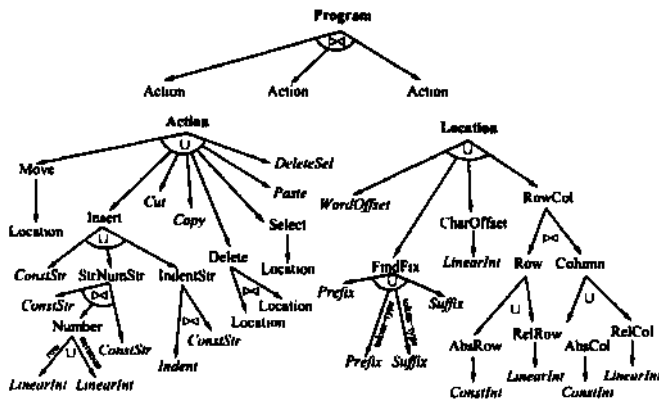 Program
⋈
Action Action Action
Action Location
∪ ∪
Move DeleteSel
Cut Paste WordOffset RowCol
Location Insert Copy Select CharOffset ⋈
∪ Delete FindFix LinearInt Row Column
ConstStr StrNumStr IndentStr Location Prefix ∪ Suffix
ConstStr ⋈ ⋈ Location ∪ ∪
Number ⋈ Location AbsRow RelRow AbsCol RelCol
∪ ConstStr ConstStr Prefix Suffix
LinearInt LinearInt Indent ConstInt LinearInt ConstInt LinearInt